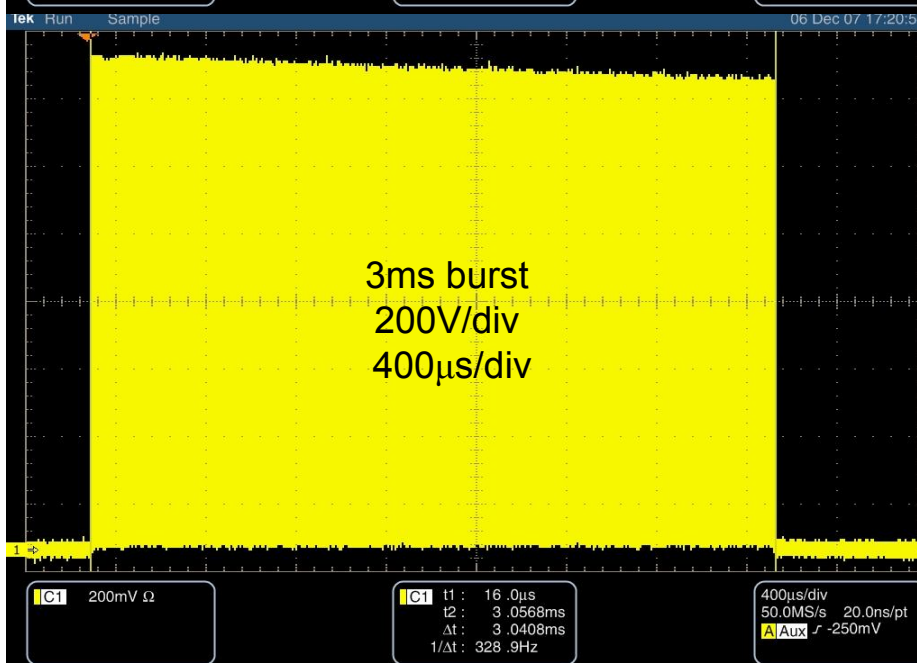 Tek Run Sample 06 Dec 07 17:20:5
3ms burst
200V/div
400μs/div
1
C1 200mV Ω
C1 t1 : 16 .0μs
t2 : 3 .0568ms
Δt : 3 .0408ms
1/Δt : 328 .9Hz
400μs/div
50.0MS/s 20.0ns/pt
A Aux ƒ -250mV